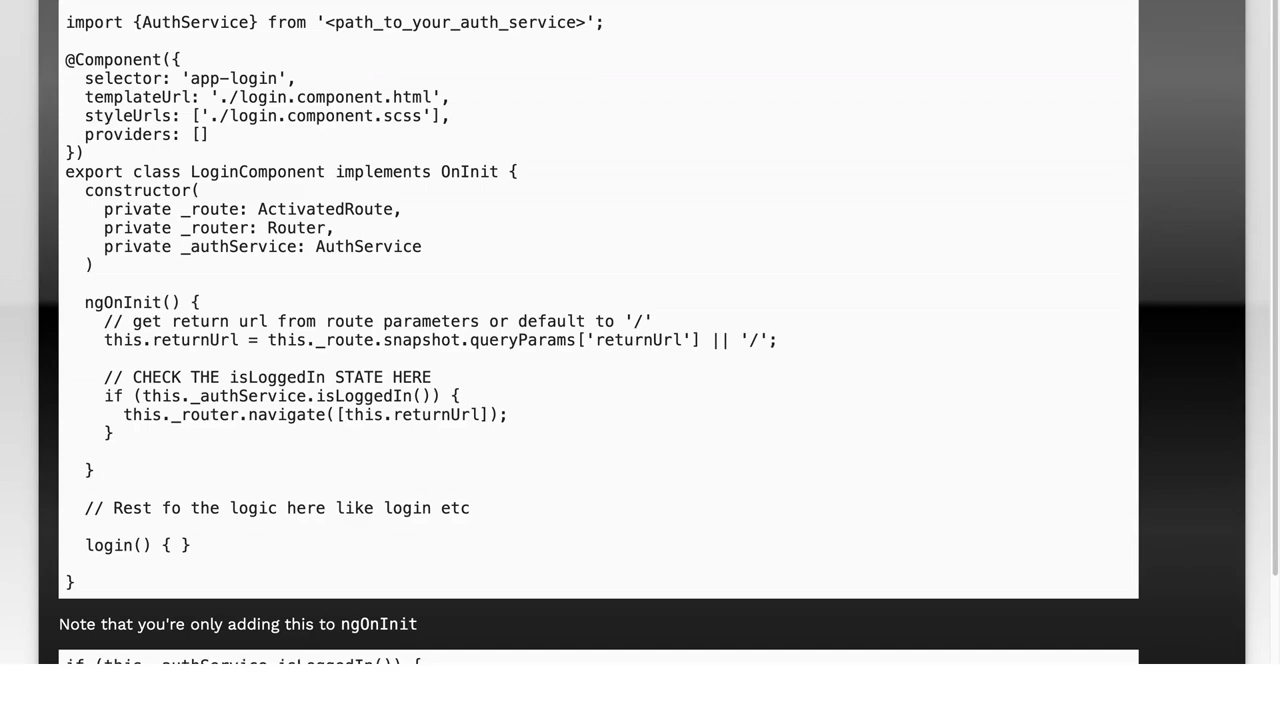 import {AuthService} from '<path_to_your_auth_service>';
@Component({
selector: 'app-login',
templateUrl: './login.component.html',
styleUrls: ['./login.component.scss'],
providers: []
})
export class LoginComponent implements OnInit {
constructor(
private _route: ActivatedRoute,
private _router: Router,
private _authService: AuthService
)
ngOnInit() {
// get return url from route parameters or default to '/'
this.returnUrl = this._route.snapshot.queryParams['returnUrl'] || '/';
// CHECK THE isLoggedIn STATE HERE
if (this._authService.isLoggedIn()) {
this._router.navigate([this.returnUrl]);
}
}
// Rest fo the logic here like login etc
login() { }
}
Note that you're only adding this to ngOnInit
if (this._authService.isLoggedIn()) {